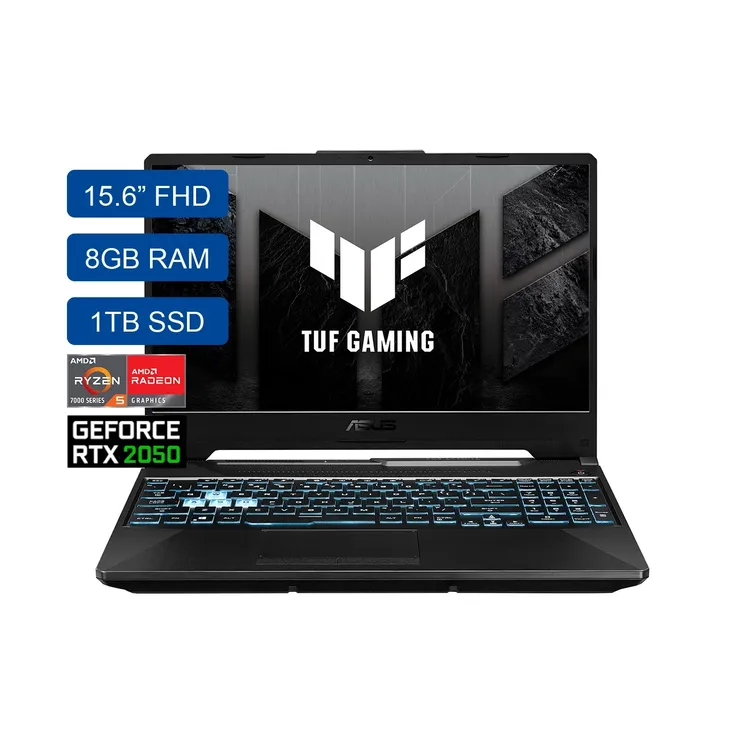 15.6” FHD
8GB RAM
1TB SSD
AMD
RYZEN
7000 SERIES 5
AMD
RADEON
GRAPHICS
GEFORCE
RTX 2050
TUF GAMING
ASUS